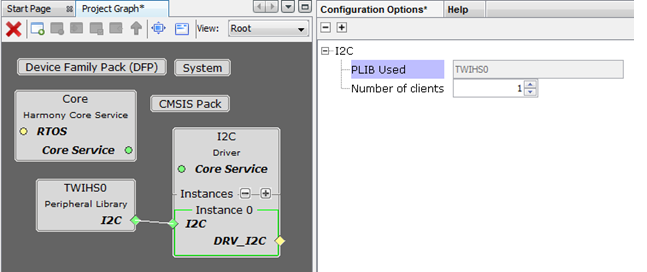 Start Page Project Graph*
View: Root
Device Family Pack (DFP) System
Core
Harmony Core Service
RTOS
Core Service
CMSIS Pack
I2C
Driver
Core Service
Instances
Instance 0
I2C
DRV_I2C
TWIHS0
Peripheral Library
I2C
Configuration Options* Help
I2C
PLIB Used TWIHS0
Number of clients 1